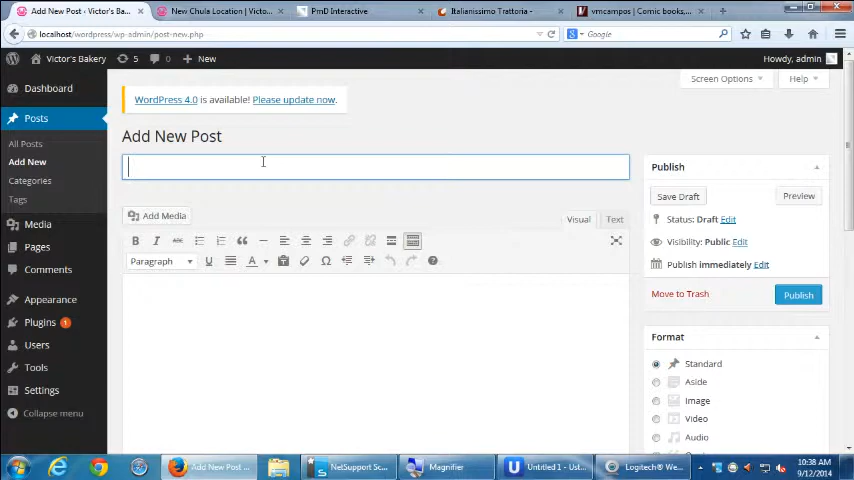 Add New Post - Victor's Bakery...
New Chula Location | Victo...
PmD Interactive
Italianissimo Trattoria -
vmcampos | Comic books,...
localhost/wordpress/wp-admin/post-new.php
Google
Victor's Bakery
5
0
New
Howdy, admin
Screen Options
Help
Dashboard
Posts
All Posts
Add New
Categories
Tags
Media
Pages
Comments
Appearance
Plugins 1
Users
Tools
Settings
Collapse menu
WordPress 4.0 is available! Please update now.
Add New Post
Add Media
Visual
Text
B I ABC
Paragraph
U
A
Ω
Publish
Save Draft
Preview
Status: Draft Edit
Visibility: Public Edit
Publish immediately Edit
Move to Trash
Publish
Format
Standard
Aside
Image
Video
Audio
Add New Post ...
NetSupport Sc...
Magnifier
Untitled 1 - Ust...
Logitech® We...
10:38 AM
9/12/2014